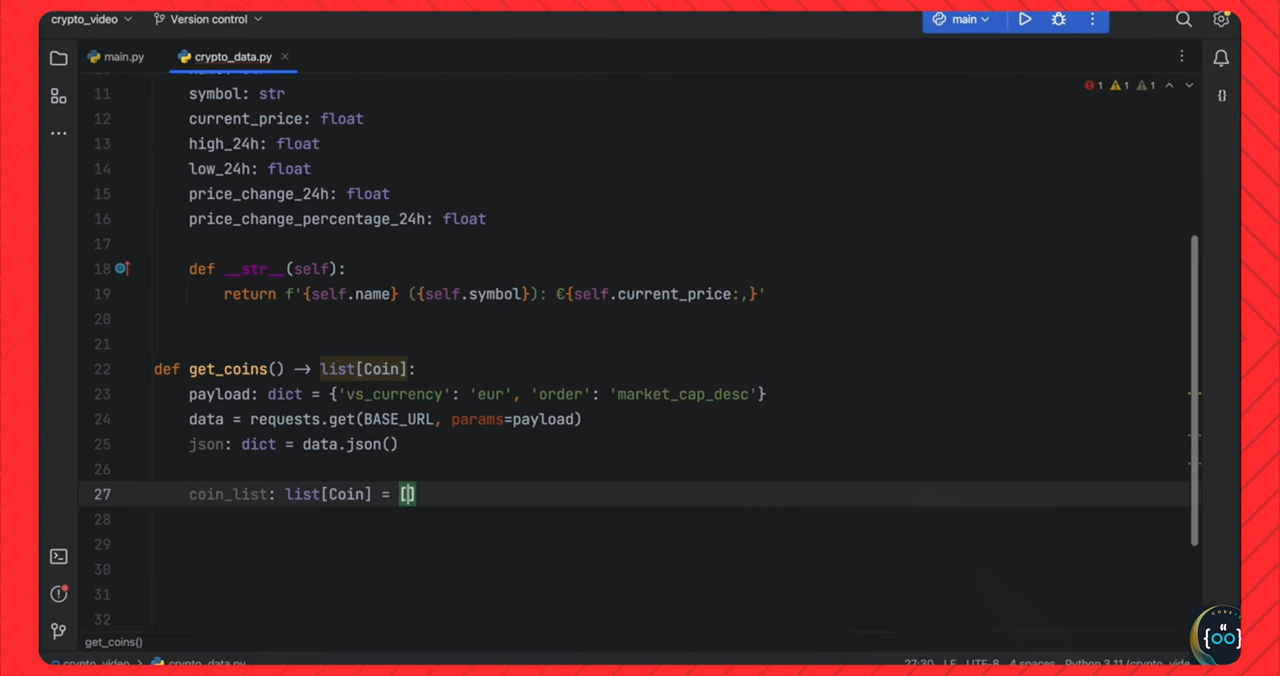 crypto_video Version control main
main.py crypto_data.py
1 1 1
11 symbol: str
12 current_price: float
13 high_24h: float
14 low_24h: float
15 price_change_24h: float
16 price_change_percentage_24h: float
17
18 def __str__(self):
19 return f'{self.name} ({self.symbol}): €{self.current_price:,}'
20
21
22 def get_coins() -> list[Coin]:
23 payload: dict = {'vs_currency': 'eur', 'order': 'market_cap_desc'}
24 data = requests.get(BASE_URL, params=payload)
25 json: dict = data.json()
26
27 coin_list: list[Coin] = []
28
29
30
31
32
get_coins()
crypto_video crypto_data.py 27:30 LF UTF-8 4 spaces Python 3.11 (crypto_vide